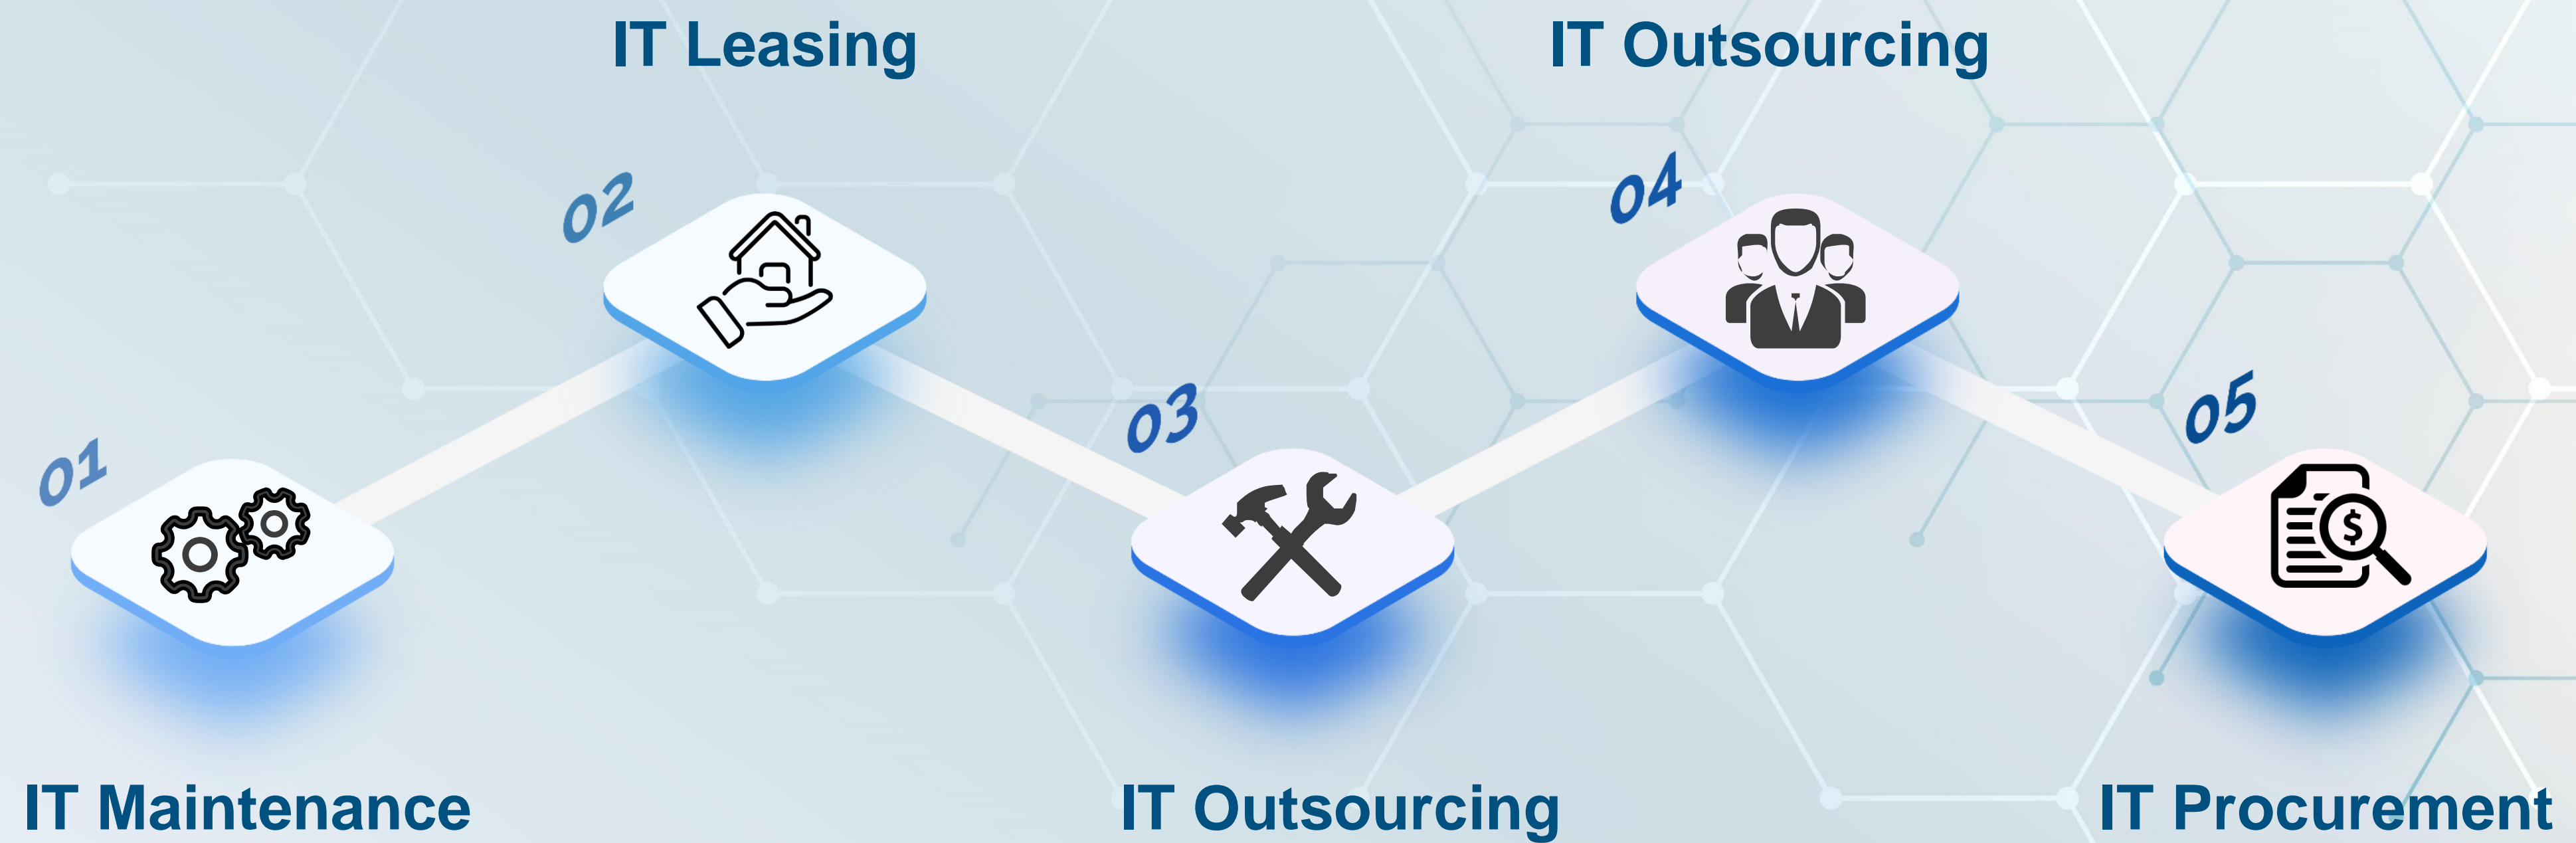 IT Leasing
IT Outsourcing
02
04
03
05
01
$
IT Maintenance
IT Outsourcing
IT Procurement